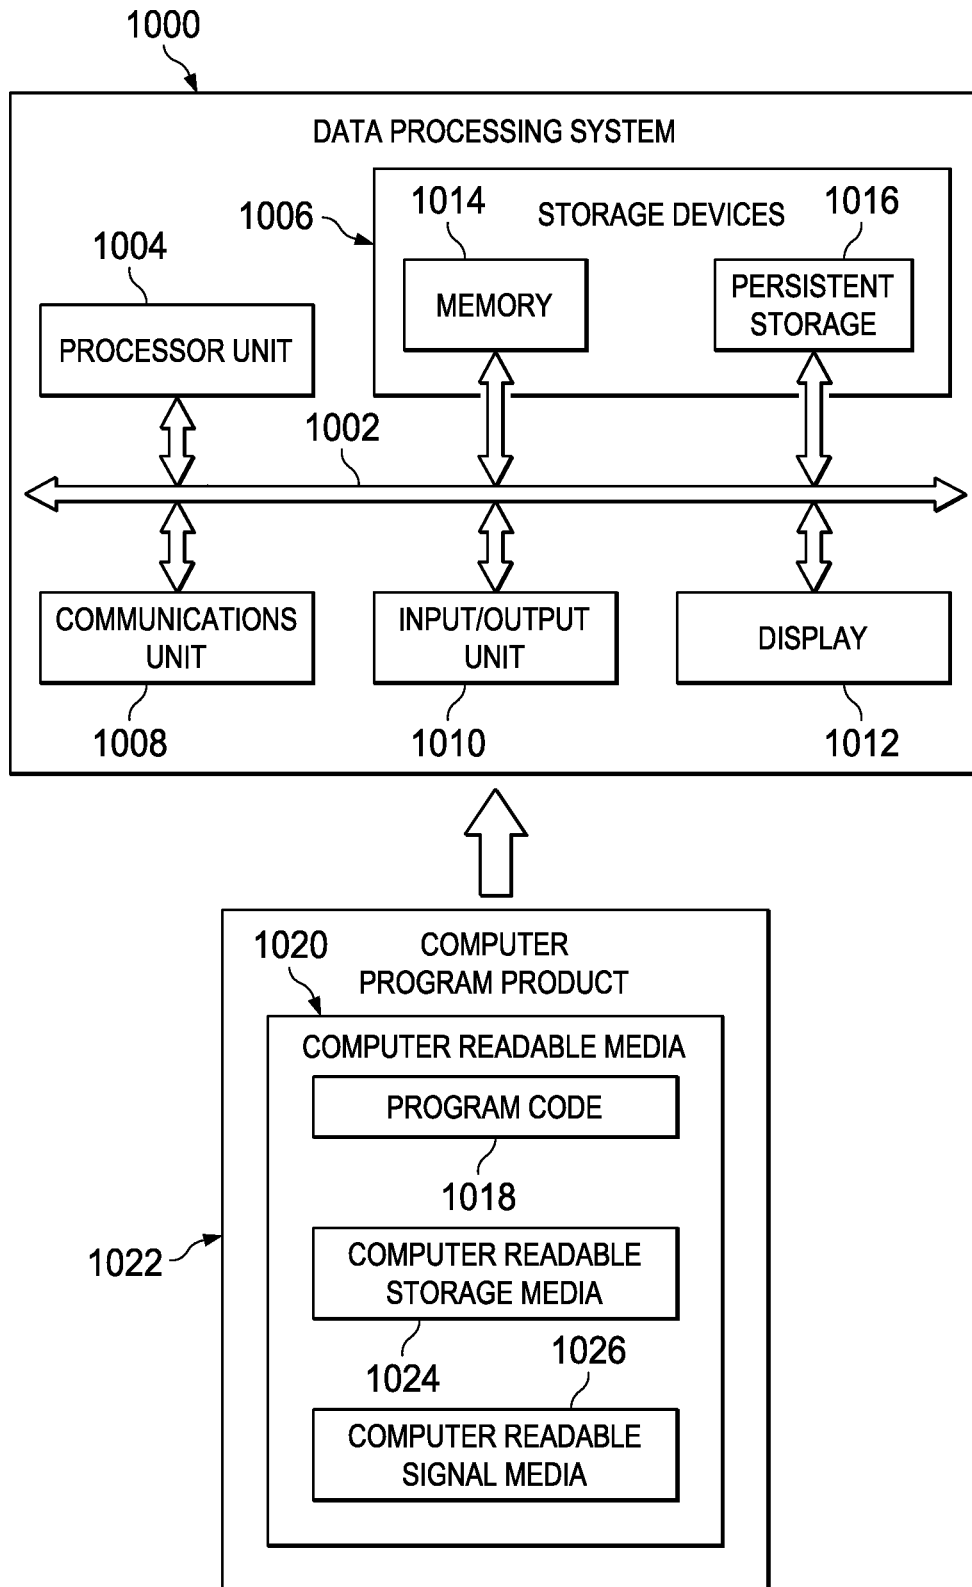 1000
DATA PROCESSING SYSTEM
1006
1014
STORAGE DEVICES
1016
1004
MEMORY
PERSISTENT
STORAGE
PROCESSOR UNIT
1002
COMMUNICATIONS
UNIT
INPUT/OUTPUT
UNIT
DISPLAY
1008
1010
1012
1020
COMPUTER
PROGRAM PRODUCT
COMPUTER READABLE MEDIA
PROGRAM CODE
1018
1022
COMPUTER READABLE
STORAGE MEDIA
1024
1026
COMPUTER READABLE
SIGNAL MEDIA